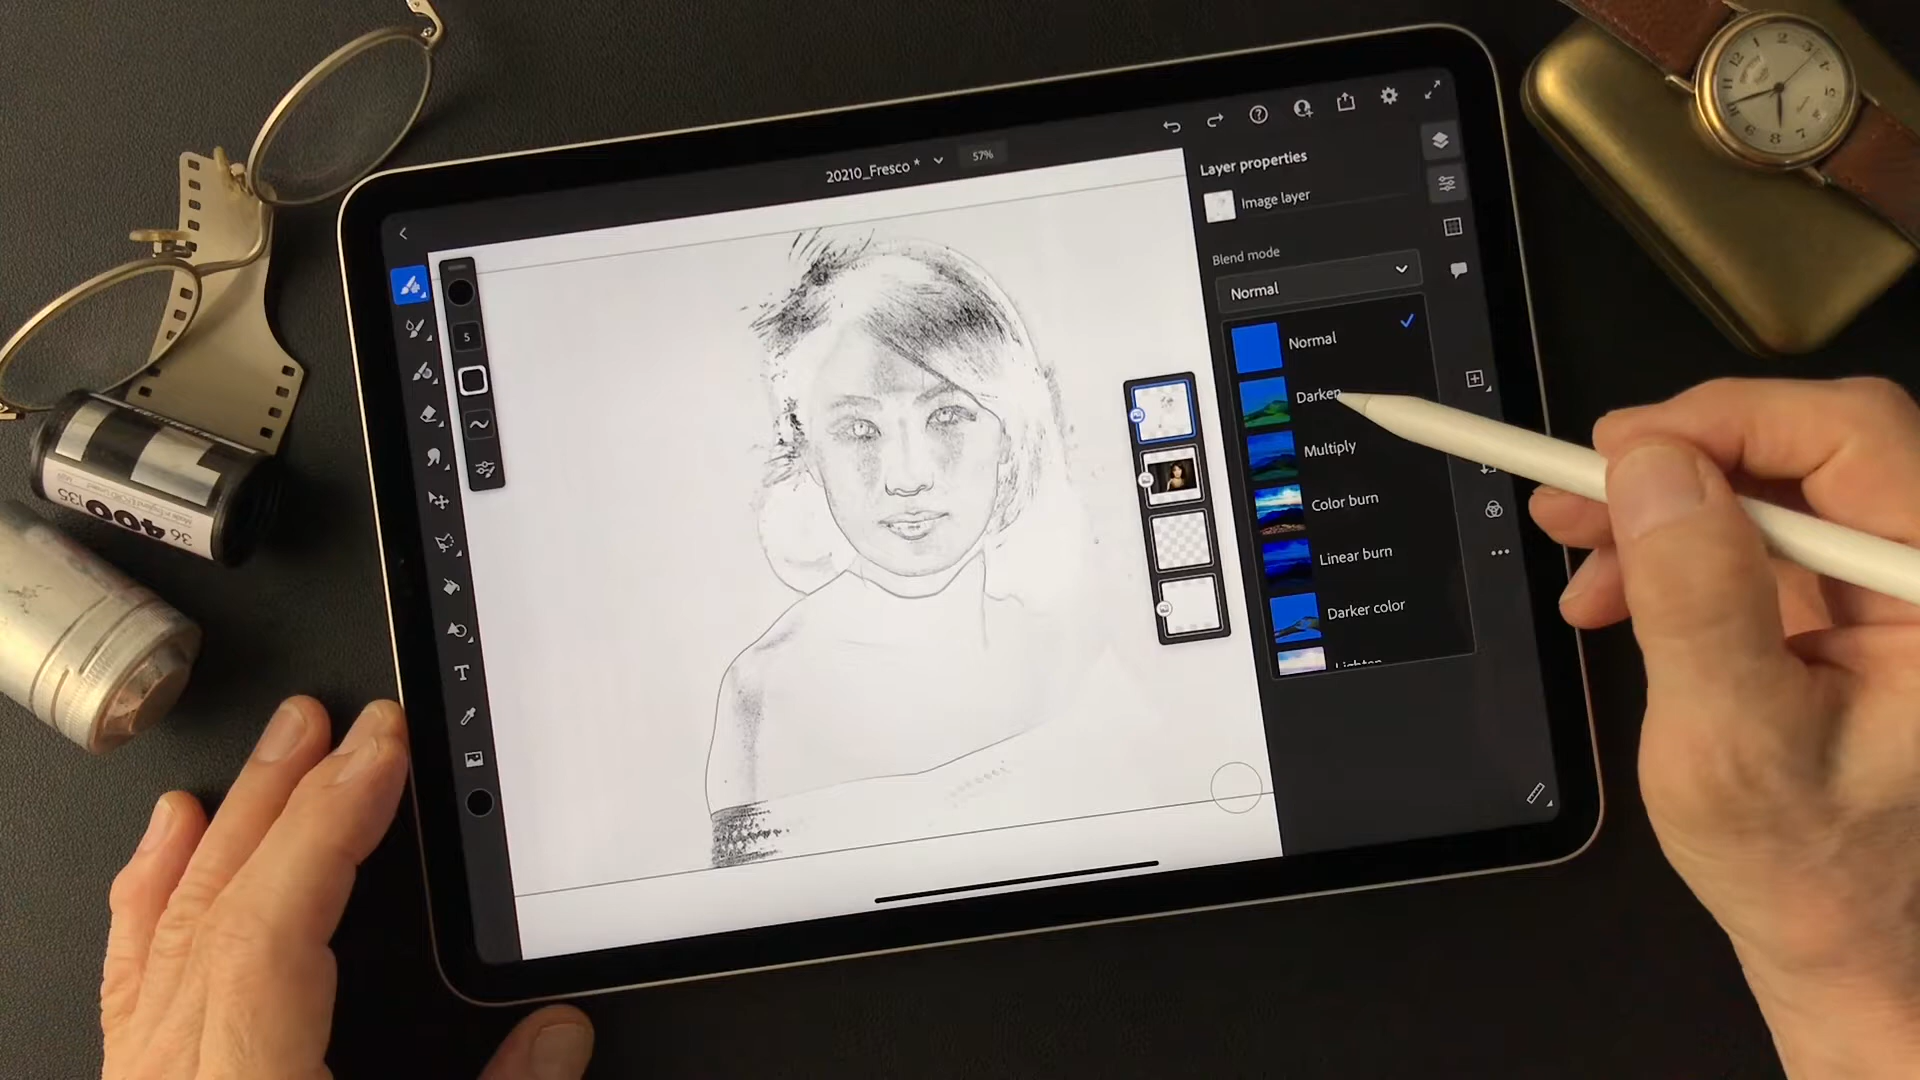 20210_Fresco *
57%
Layer properties
Image layer
Blend mode
Normal
Normal
Darken
Multiply
Color burn
Linear burn
Darker color
Lighten
5
T
400
135
36